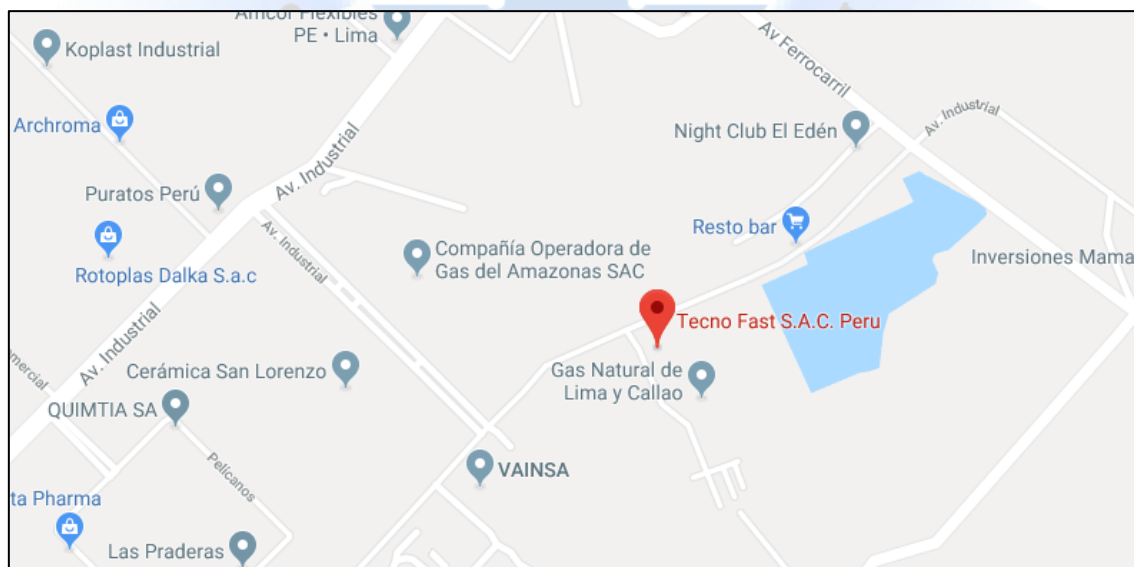 Amcor Flexibles
PE • Lima
Koplast Industrial
Av Ferrocarril
Archroma
Av. Industrial
Night Club El Edén
Av. Industrial
Puratos Perú
Resto bar
Av. Industrial
Compañía Operadora de
Gas del Amazonas SAC
Rotoplas Dalka S.a.c
Inversiones Mama
Tecno Fast S.A.C. Peru
Av. Industrial
omercial
Cerámica San Lorenzo
Gas Natural de
Lima y Callao
QUIMTIA SA
Pelícanos
VAINSA
ta Pharma
Las Praderas